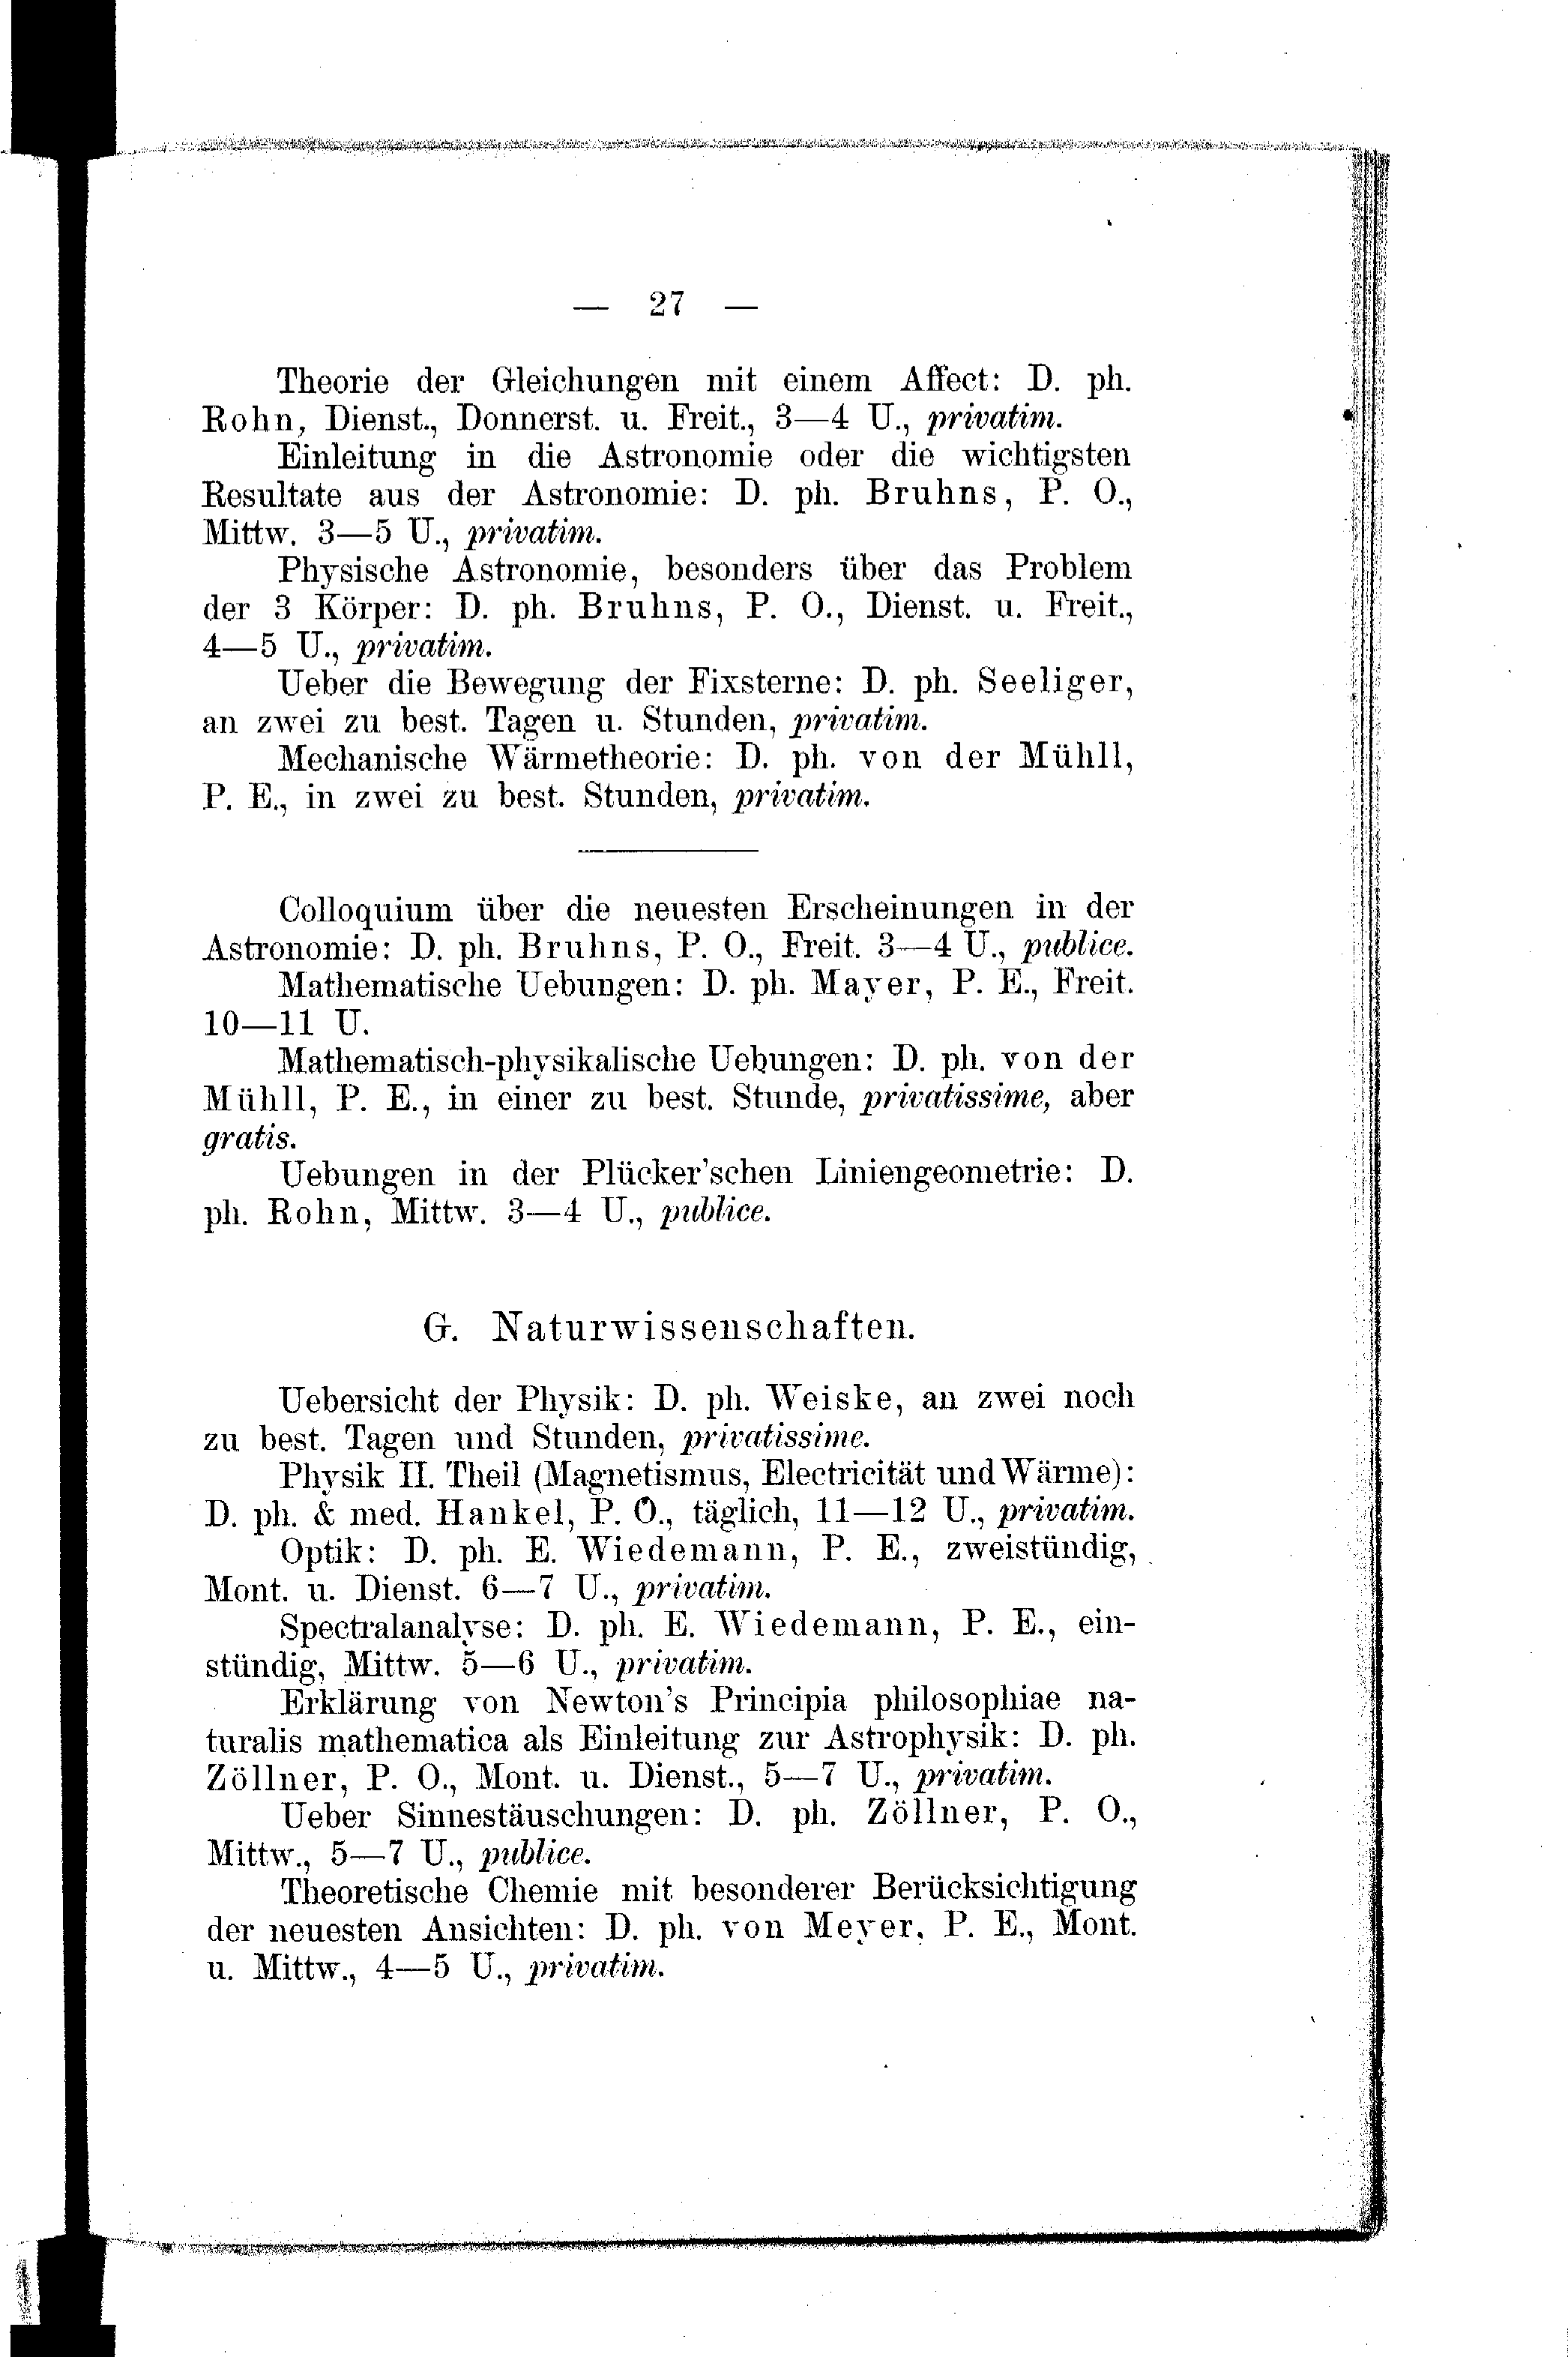 — 27 —
Theorie der Gleichungen mit einem Affect: D. ph.
Rohn, Dienst., Donnerst. u. Freit., 3—4 U., privatim.
Einleitung in die Astronomie oder die wichtigsten
Resultate aus der Astronomie: D. ph. Bruhns, P. O.,
Mittw. 3—5 U., privatim.
Physische Astronomie, besonders über das Problem
der 3 Körper: D. ph. Bruhns, P. O., Dienst. u. Freit.,
4—5 U., privatim.
Ueber die Bewegung der Fixsterne: D. ph. Seeliger,
an zwei zu best. Tagen u. Stunden, privatim.
Mechanische Wärmetheorie: D. ph. von der Mühll,
P. E., in zwei zu best. Stunden, privatim.
Colloquium über die neuesten Erscheinungen in der
Astronomie: D. ph. Bruhns, P. O., Freit. 3—4 U., publice.
Mathematische Uebungen: D. ph. Mayer, P. E., Freit.
10—11 U.
Mathematisch-physikalische Uebungen: D. ph. von der
Mühll, P. E., in einer zu best. Stunde, privatissime, aber
gratis.
Uebungen in der Plücker'schen Liniengeometrie: D.
ph. Rohn, Mittw. 3—4 U., publice.
G. Naturwissenschaften.
Uebersicht der Physik: D. ph. Weiske, an zwei noch
zu best. Tagen und Stunden, privatissime.
Physik II. Theil (Magnetismus, Electricität und Wärme):
D. ph. & med. Hankel, P. O., täglich, 11—12 U., privatim.
Optik: D. ph. E. Wiedemann, P. E., zweistündig,
Mont. u. Dienst. 6—7 U., privatim.
Spectralanalyse: D. ph. E. Wiedemann, P. E., ein-
stündig, Mittw. 5—6 U., privatim.
Erklärung von Newton's Principia philosophiae na-
turalis mathematica als Einleitung zur Astrophysik: D. ph.
Zöllner, P. O., Mont. u. Dienst., 5—7 U., privatim.
Ueber Sinnestäuschungen: D. ph. Zöllner, P. O.,
Mittw., 5—7 U., publice.
Theoretische Chemie mit besonderer Berücksichtigung
der neuesten Ansichten: D. ph. von Meyer, P. E., Mont.
u. Mittw., 4—5 U., privatim.